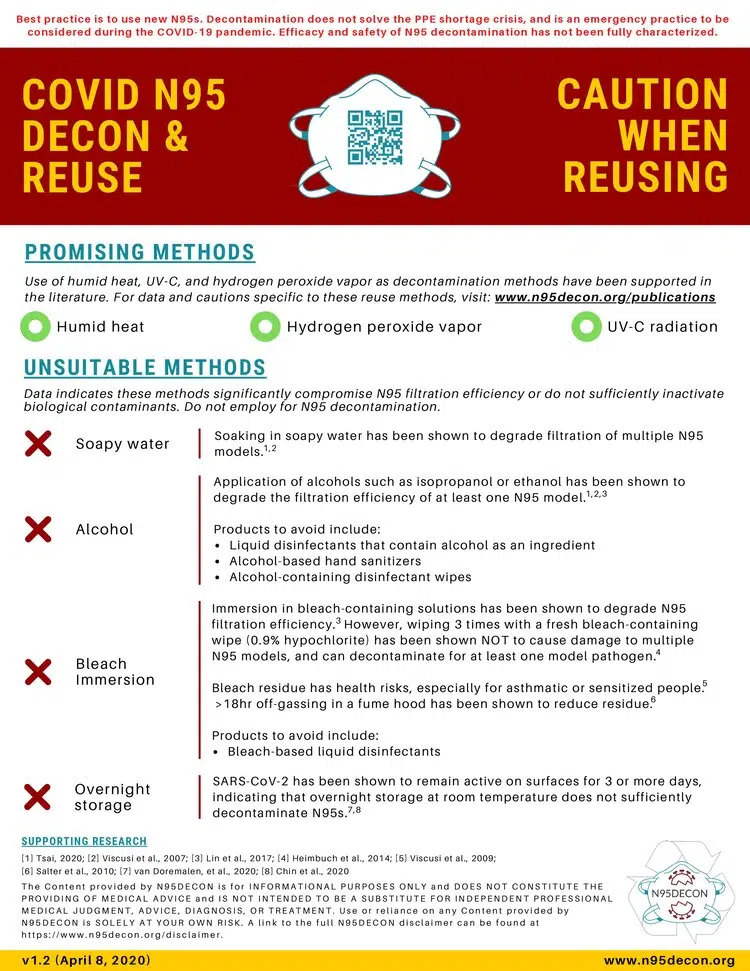 Best practice is to use new N95s. Decontamination does not solve the PPE shortage crisis, and is an emergency practice to be
considered during the COVID-19 pandemic. Efficacy and safety of N95 decontamination has not been fully characterized.
COVID N95
DECON &
REUSE
CAUTION
WHEN
REUSING
PROMISING METHODS
Use of humid heat, UV-C, and hydrogen peroxide vapor as decontamination methods have been supported in
the literature. For data and cautions specific to these reuse methods, visit: www.n95decon.org/publications
Humid heat
Hydrogen peroxide vapor
UV-C radiation
UNSUITABLE METHODS
Data indicates these methods significantly compromise N95 filtration efficiency or do not sufficiently inactivate
biological contaminants. Do not employ for N95 decontamination.
Soapy water
Soaking in soapy water has been shown to degrade filtration of multiple N95
models.1,2
Alcohol
Application of alcohols such as isopropanol or ethanol has been shown to
degrade the filtration efficiency of at least one N95 model.1,2,3
Products to avoid include:
• Liquid disinfectants that contain alcohol as an ingredient
• Alcohol-based hand sanitizers
• Alcohol-containing disinfectant wipes
Bleach
Immersion
Immersion in bleach-containing solutions has been shown to degrade N95
filtration efficiency.3 However, wiping 3 times with a fresh bleach-containing
wipe (0.9% hypochlorite) has been shown NOT to cause damage to multiple
N95 models, and can decontaminate for at least one model pathogen.4
Bleach residue has health risks, especially for asthmatic or sensitized people.5
>18hr off-gassing in a fume hood has been shown to reduce residue.6
Products to avoid include:
• Bleach-based liquid disinfectants
Overnight
storage
SARS-CoV-2 has been shown to remain active on surfaces for 3 or more days,
indicating that overnight storage at room temperature does not sufficiently
decontaminate N95s.7,8
SUPPORTING RESEARCH
[1] Tsai, 2020; [2] Viscusi et al., 2007; [3] Lin et al., 2017; [4] Heimbuch et al., 2014; [5] Viscusi et al., 2009;
[6] Salter et al., 2010; [7] van Doremalen, et al., 2020; [8] Chin et al., 2020
The Content provided by N95DECON is for INFORMATIONAL PURPOSES ONLY and DOES NOT CONSTITUTE THE
PROVIDING OF MEDICAL ADVICE and IS NOT INTENDED TO BE A SUBSTITUTE FOR INDEPENDENT PROFESSIONAL
MEDICAL JUDGMENT, ADVICE, DIAGNOSIS, OR TREATMENT. Use or reliance on any Content provided by
N95DECON is SOLELY AT YOUR OWN RISK. A link to the full N95DECON disclaimer can be found at
https://www.n95decon.org/disclaimer.
N95DECON
v1.2 (April 8, 2020)
www.n95decon.org